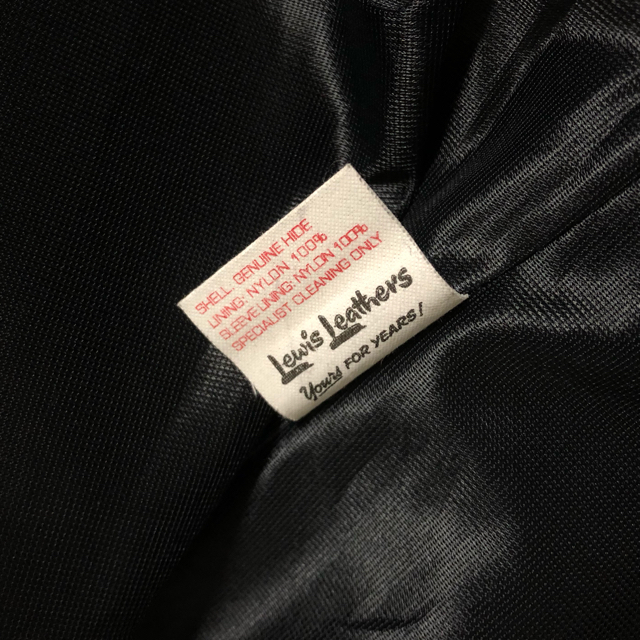 SHELL GENUINE HIDE
LINING: NYLON 100%
SLEEVE LINING: NYLON 100%
SPECIALIST CLEANING ONLY
Lewis Leathers
Yours FOR YEARS!